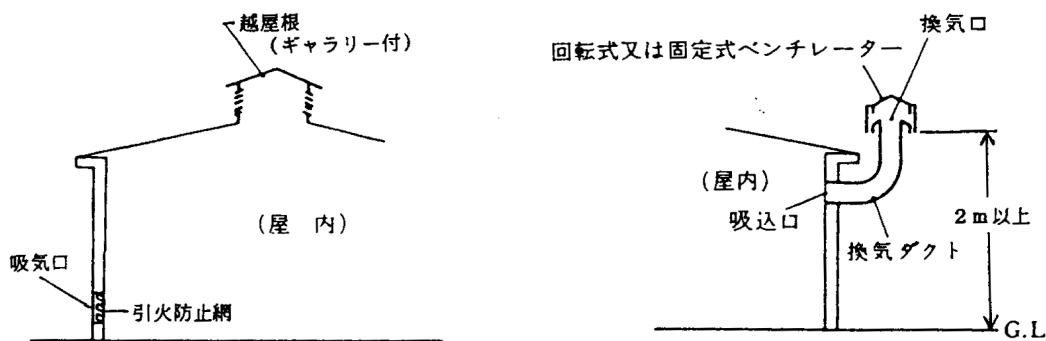 越屋根
(ギャラリー付)
(屋 内)
吸気口
引火防止網
換気口
回転式又は固定式ベンチレーター
(屋内)
吸込口
換気ダクト
2m以上
G.L